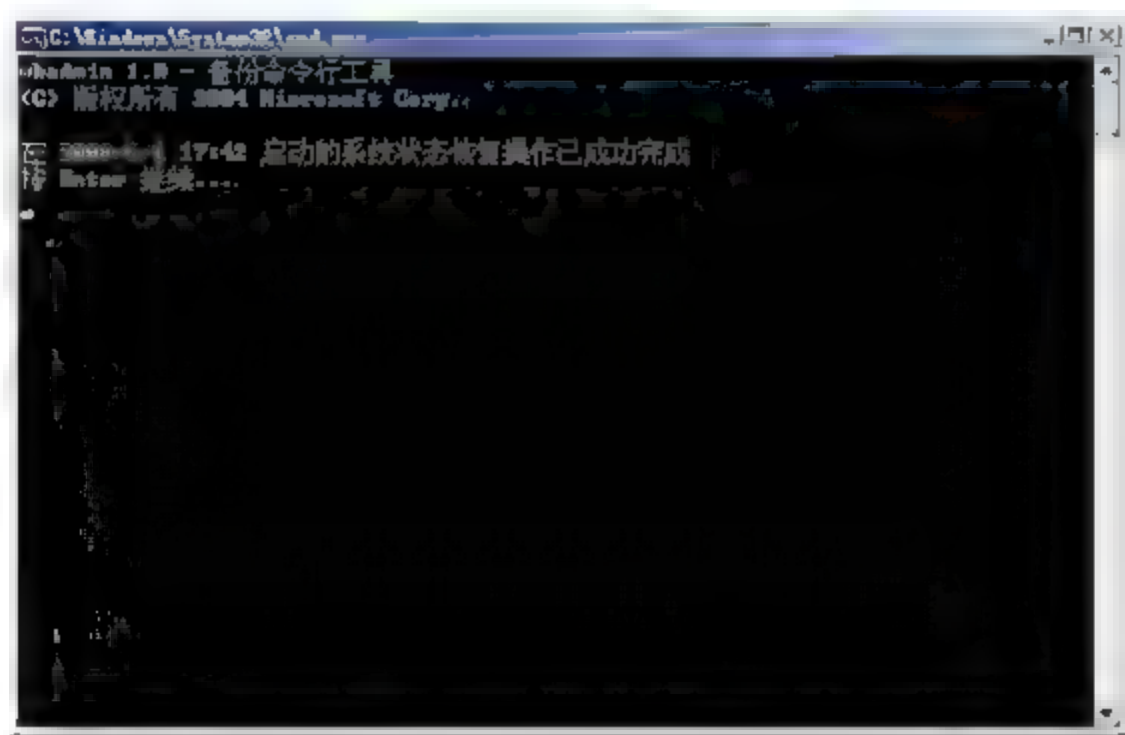 C:\Windows\System32\cmd.exe
wbadmin 1.0 - 备份命令行工具
(C) 版权所有 2004 Microsoft Corp.
17:42 启动的系统状态恢复操作已成功完成
按 Enter 继续...